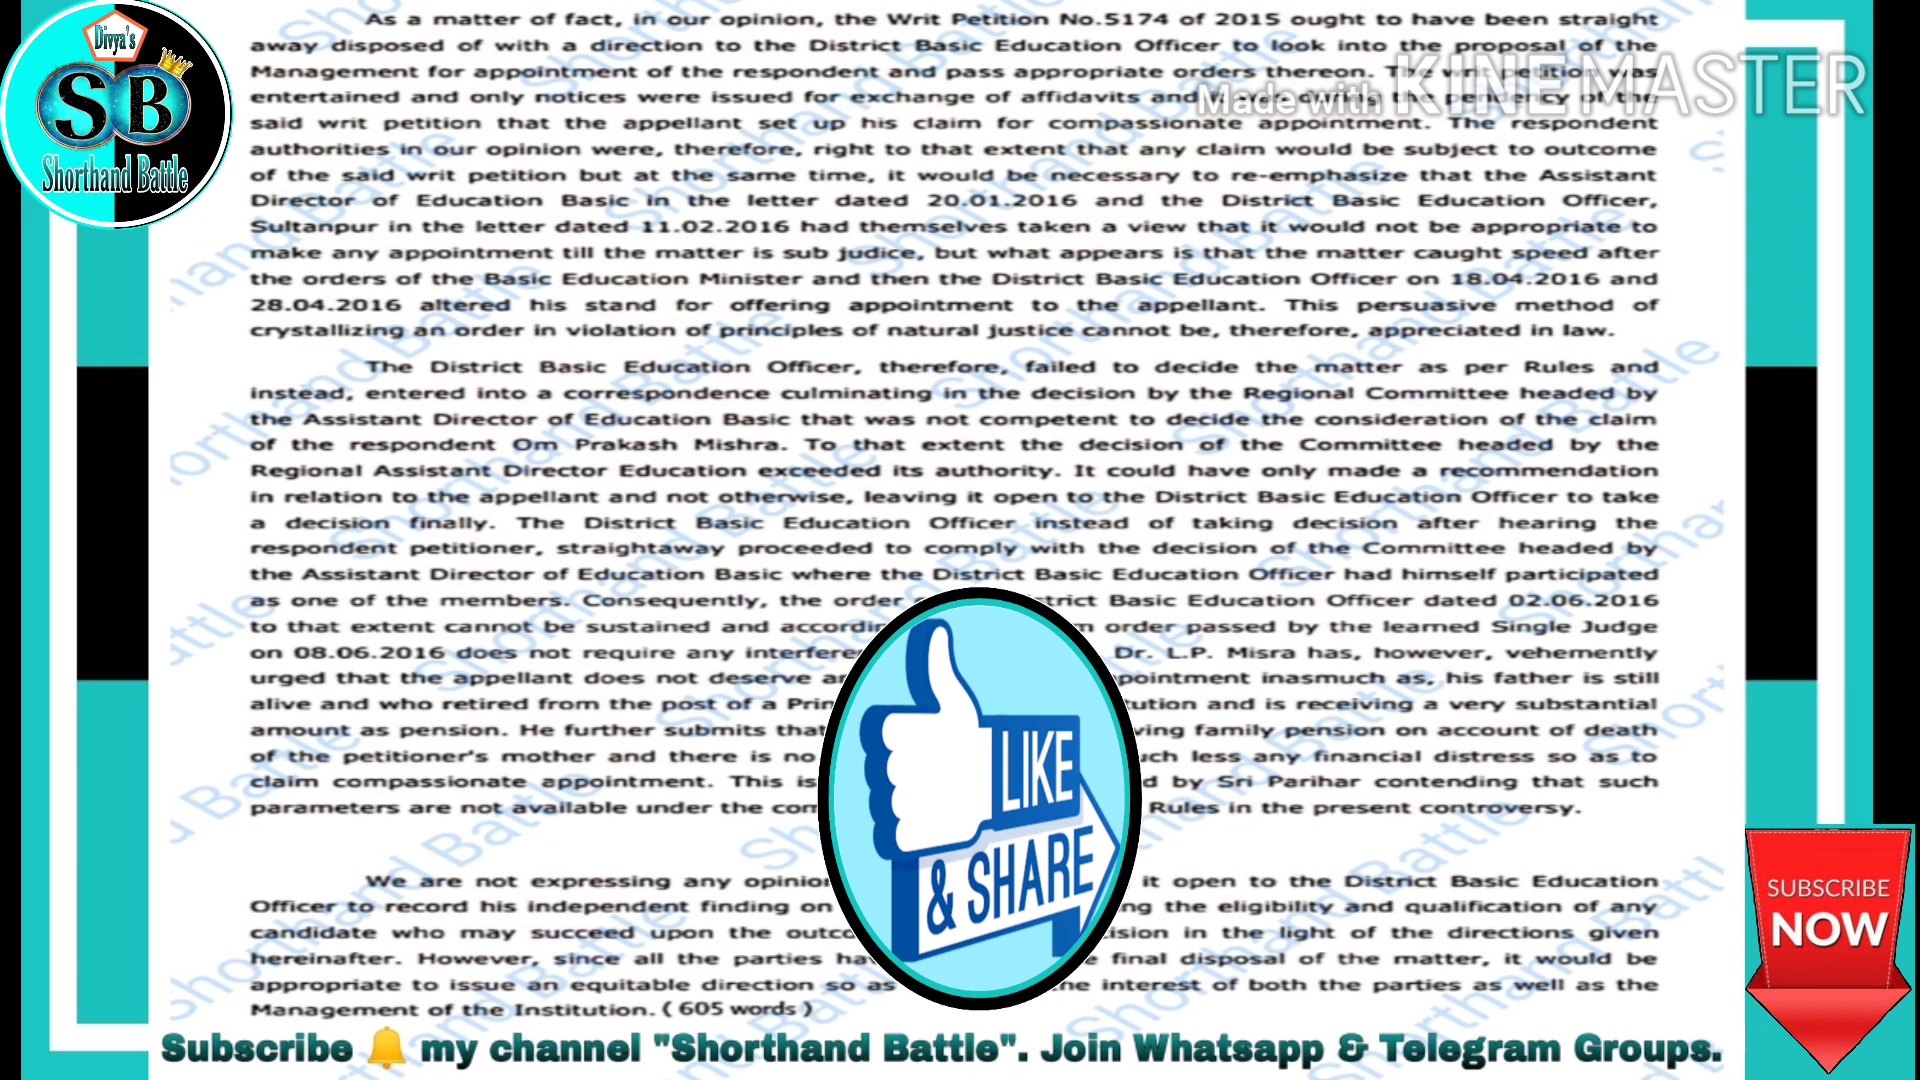 Divya's
SB
Shorthand Battle
Made with KINEMASTER
As a matter of fact, in our opinion, the Writ Petition No.5174 of 2015 ought to have been straight
away disposed of with a direction to the District Basic Education Officer to look into the proposal of the
Management for appointment of the respondent and pass appropriate orders thereon. The writ petition was
entertained and only notices were issued for exchange of affidavits and the pendency of the
said writ petition that the appellant set up his claim for compassionate appointment. The respondent
authorities in our opinion were, therefore, right to that extent that any claim would be subject to outcome
of the said writ petition but at the same time, it would be necessary to re-emphasize that the Assistant
Director of Education Basic in the letter dated 20.01.2016 and the District Basic Education Officer,
Sultanpur in the letter dated 11.02.2016 had themselves taken a view that it would not be appropriate to
make any appointment till the matter is sub judice, but what appears is that the matter caught speed after
the orders of the Basic Education Minister and then the District Basic Education Officer on 18.04.2016 and
28.04.2016 altered his stand for offering appointment to the appellant. This persuasive method of
crystallizing an order in violation of principles of natural justice cannot be, therefore, appreciated in law.
The District Basic Education Officer, therefore, failed to decide the matter as per Rules and
instead, entered into a correspondence culminating in the decision by the Regional Committee headed by
the Assistant Director of Education Basic that was not competent to decide the consideration of the claim
of the respondent Om Prakash Mishra. To that extent the decision of the Committee headed by the
Regional Assistant Director Education exceeded its authority. It could have only made a recommendation
in relation to the appellant and not otherwise, leaving it open to the District Basic Education Officer to take
a decision finally. The District Basic Education Officer instead of taking decision after hearing the
respondent petitioner, straightaway proceeded to comply with the decision of the Committee headed by
the Assistant Director of Education Basic where the District Basic Education Officer had himself participated
as one of the members. Consequently, the order Basic Education Officer dated 02.06.2016
to that extent cannot be sustained and order passed by the learned Single Judge
on 08.06.2016 does not require any Dr. L.P. Misra has, however, vehemently
urged that the appellant does not deserve inasmuch as, his father is still
alive and who retired from the post of a and is receiving a very substantial
amount as pension. He further submits that family pension on account of death
of the petitioner's mother and there is no less any financial distress so as to
claim compassionate appointment. This is by Sri Parihar contending that such
parameters are not available under the Rules in the present controversy.
We are not expressing any it open to the District Basic Education
Officer to record his independent finding on the eligibility and qualification of any
candidate who may succeed upon the in the light of the directions given
hereinafter. However, since all the parties final disposal of the matter, it would be
appropriate to issue an equitable direction so as interest of both the parties as well as the
Management of the Institution. ( 605 words )
LIKE
& SHARE
SUBSCRIBE
NOW
Subscribe my channel "Shorthand Battle". Join Whatsapp & Telegram Groups.